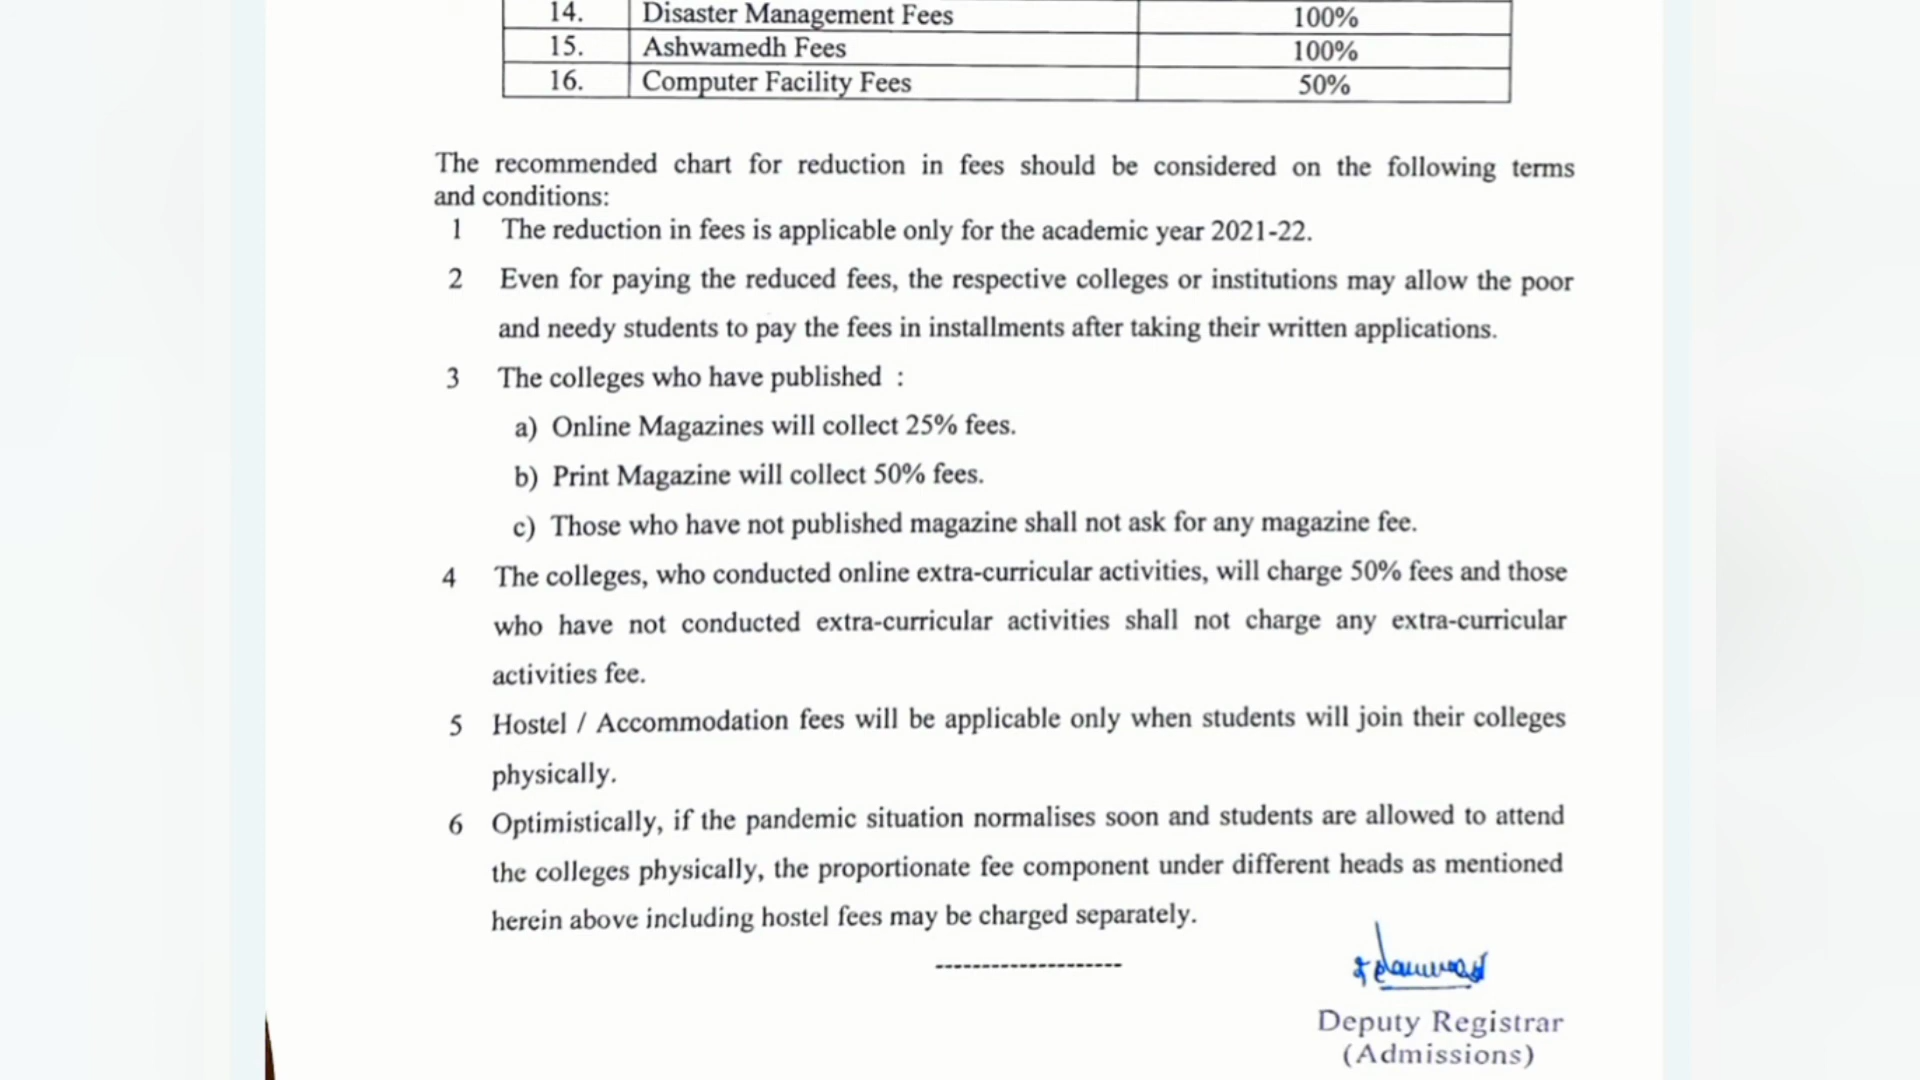 14. Disaster Management Fees 100%
15. Ashwamedh Fees 100%
16. Computer Facility Fees 50%
The recommended chart for reduction in fees should be considered on the following terms
and conditions:
1 The reduction in fees is applicable only for the academic year 2021-22.
2 Even for paying the reduced fees, the respective colleges or institutions may allow the poor
and needy students to pay the fees in installments after taking their written applications.
3 The colleges who have published :
a) Online Magazines will collect 25% fees.
b) Print Magazine will collect 50% fees.
c) Those who have not published magazine shall not ask for any magazine fee.
4 The colleges, who conducted online extra-curricular activities, will charge 50% fees and those
who have not conducted extra-curricular activities shall not charge any extra-curricular
activities fee.
5 Hostel / Accommodation fees will be applicable only when students will join their colleges
physically.
6 Optimistically, if the pandemic situation normalises soon and students are allowed to attend
the colleges physically, the proportionate fee component under different heads as mentioned
herein above including hostel fees may be charged separately.
--------------------
Deputy Registrar
(Admissions)